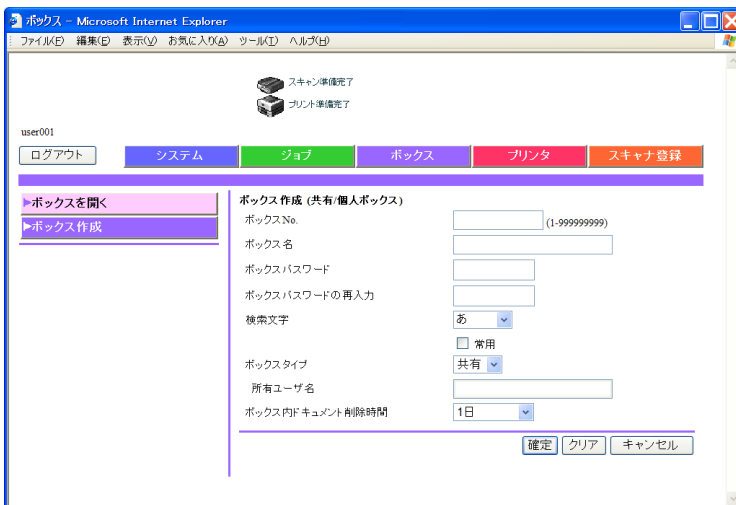 ボックス - Microsoft Internet Explorer
ファイル(F) 編集(E) 表示(V) お気に入り(A) ツール(T) ヘルプ(H)
スキャン準備完了
プリント準備完了
user001
ログアウト システム ジョブ ボックス プリンタ スキャナ登録
▶ボックスを開く
▶ボックス作成
ボックス作成 (共有/個人ボックス)
ボックスNo. (1-999999999)
ボックス名
ボックスパスワード
ボックスパスワードの再入力
検索文字 あ
常用
ボックスタイプ 共有
所有ユーザ名
ボックス内ドキュメント削除時間 1日
確定 クリア キャンセル